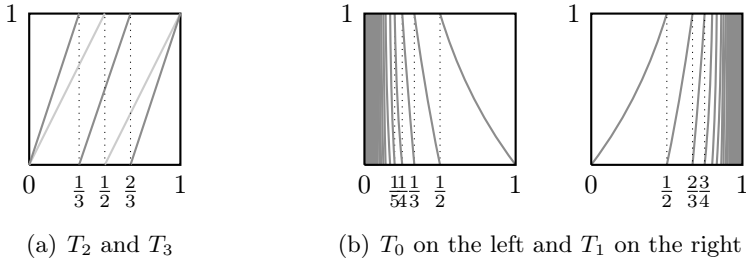 1 1 1
0 1/3 1/2 2/3 1 0 1/5 1/4 1/3 1/2 1 0 1/2 2/3 3/4 1
(a) T₂ and T₃ (b) T₀ on the left and T₁ on the right